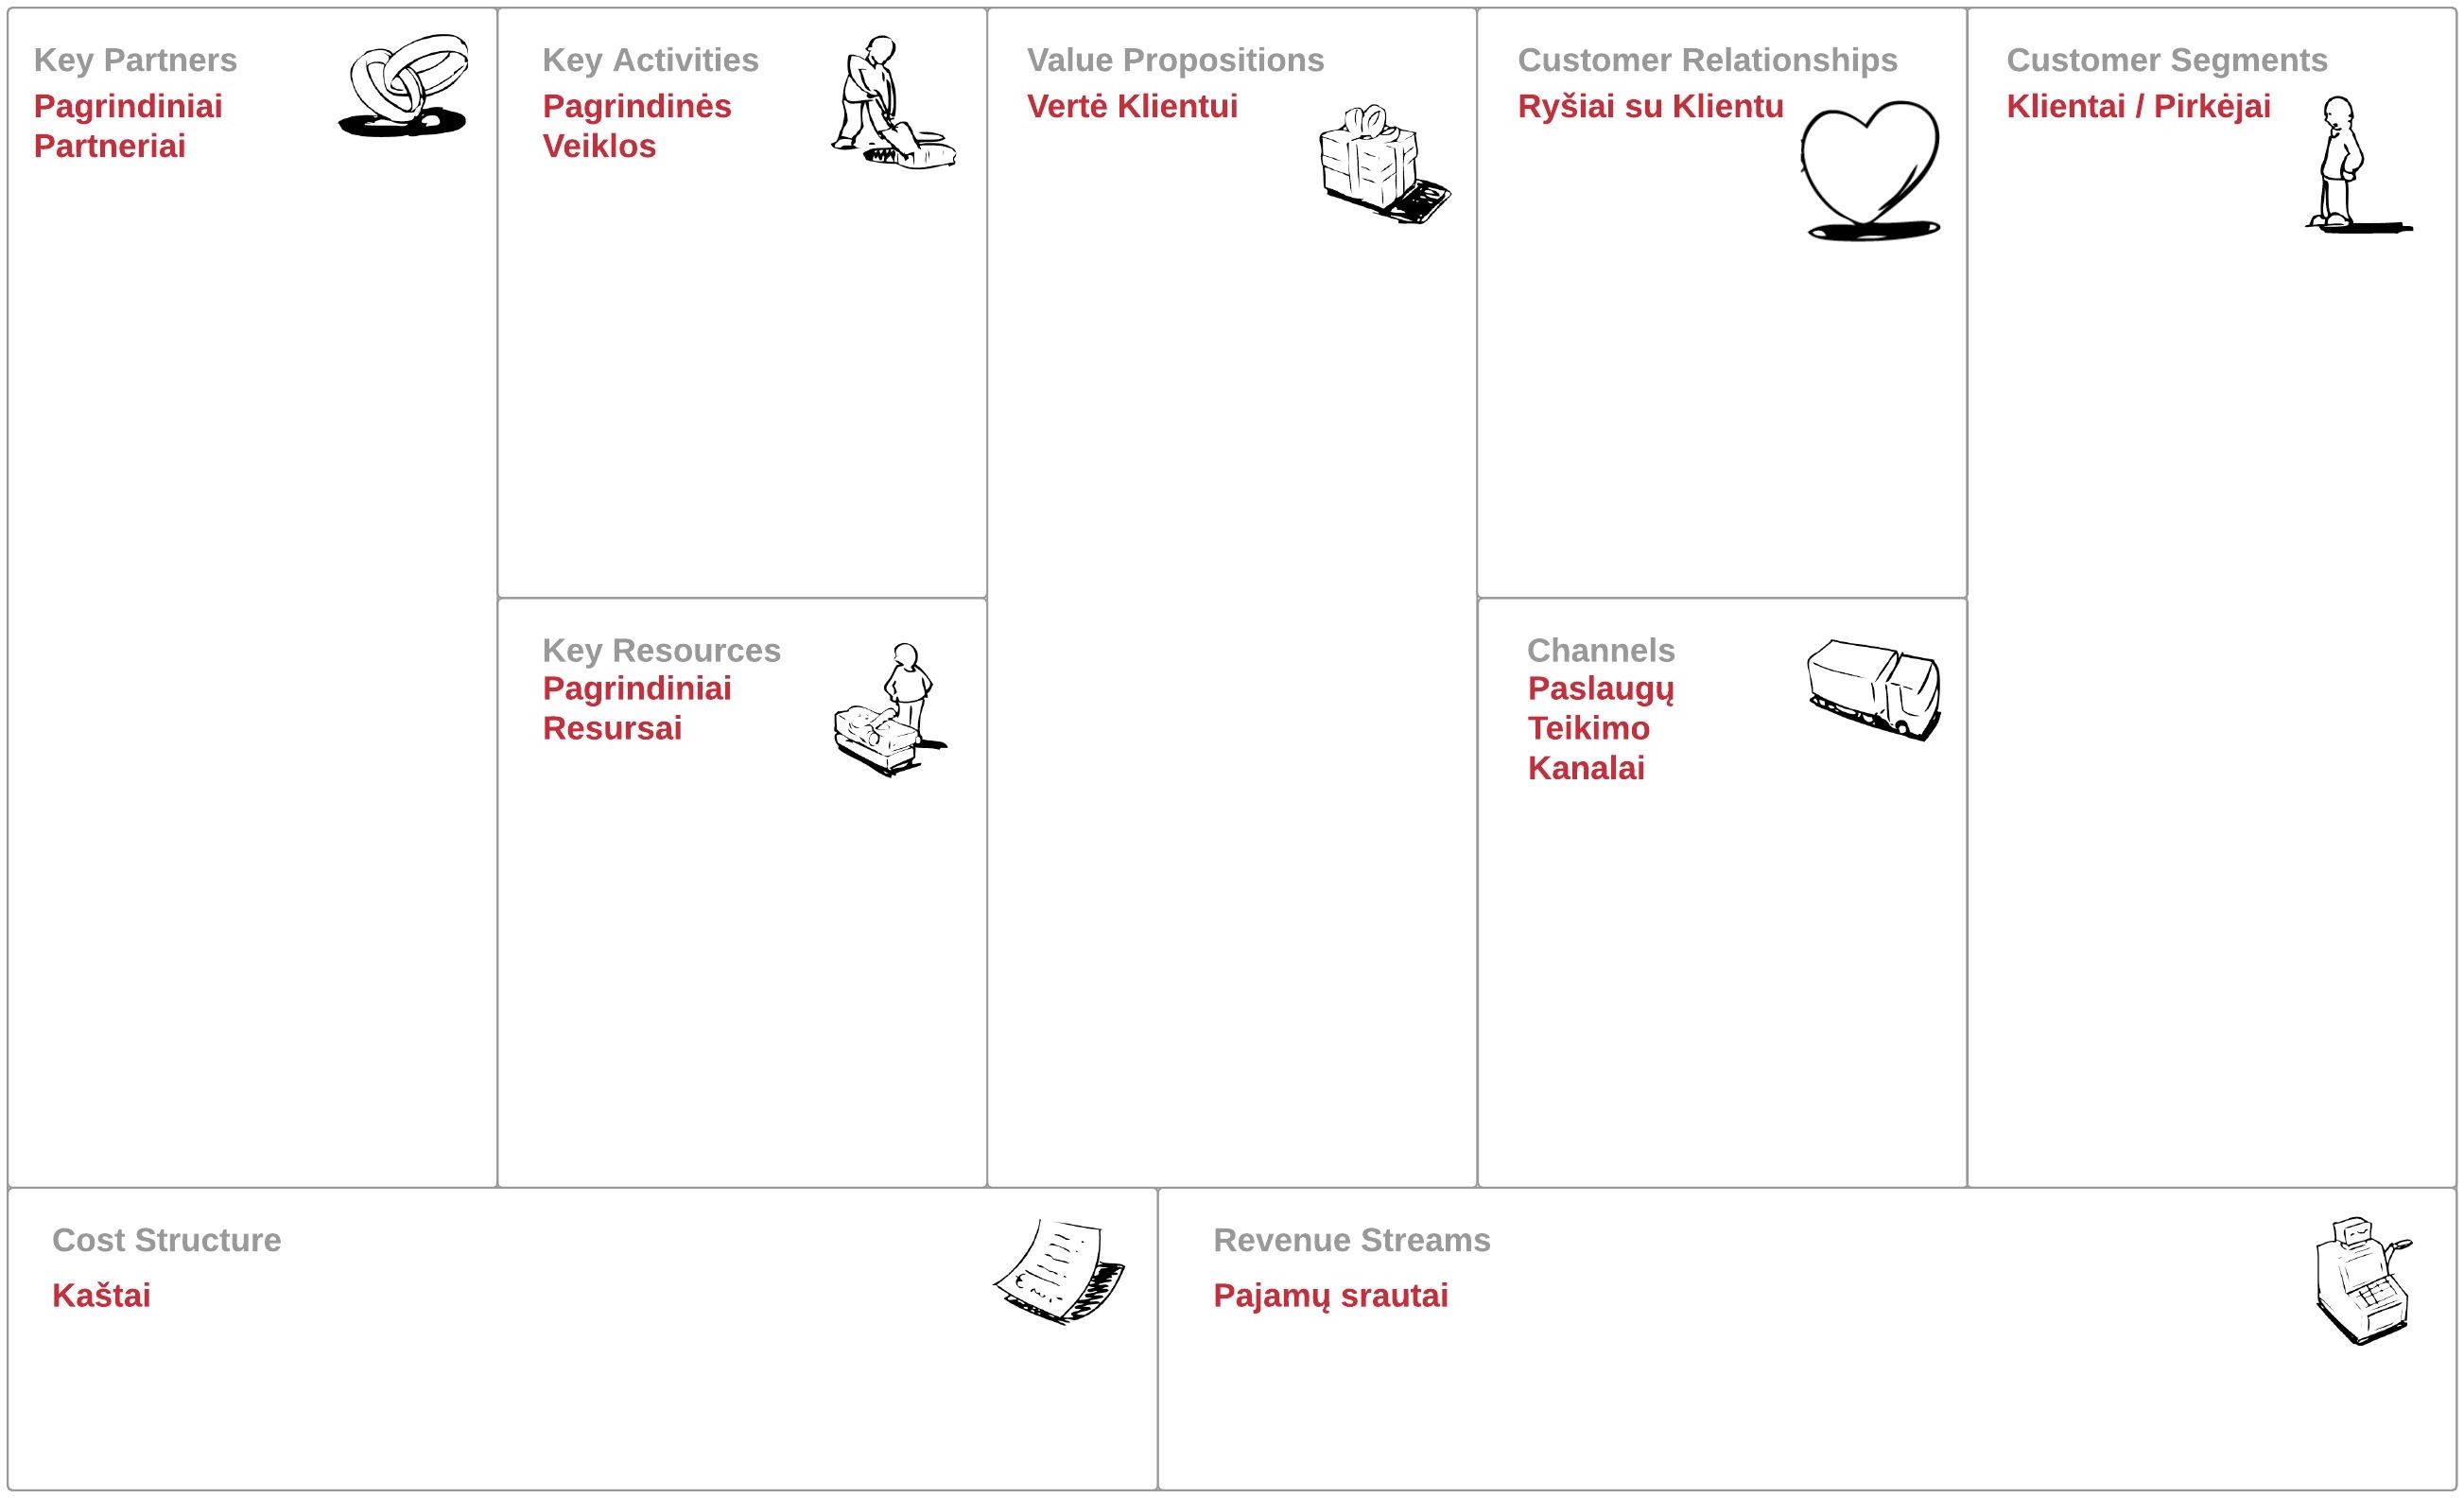 Key Partners
Pagrindiniai
Partneriai
Key Activities
Pagrindinės
Veiklos
Key Resources
Pagrindiniai
Resursai
Value Propositions
Vertė Klientui
Customer Relationships
Ryšiai su Klientu
Channels
Paslaugų
Teikimo
Kanalai
Customer Segments
Klientai / Pirkėjai
Cost Structure
Kaštai
Revenue Streams
Pajamų srautai